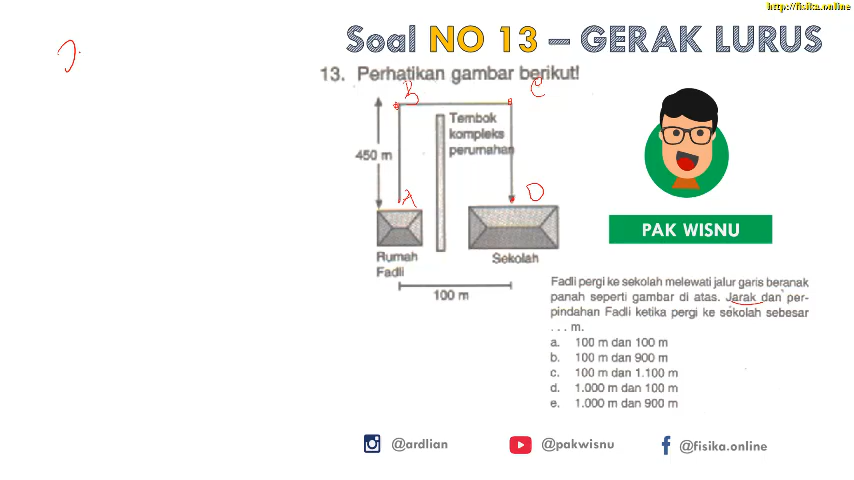 http://fisika.online
Soal NO 13 – GERAK LURUS
13. Perhatikan gambar berikut!
B
C
Tembok
kompleks
perumahan
450 m
A
D
Rumah
Fadli
Sekolah
100 m
PAK WISNU
Fadli pergi ke sekolah melewati jalur garis beranak
panah seperti gambar di atas. Jarak dan per-
pindahan Fadli ketika pergi ke sekolah sebesar
. . . m.
a. 100 m dan 100 m
b. 100 m dan 900 m
c. 100 m dan 1.100 m
d. 1.000 m dan 100 m
e. 1.000 m dan 900 m
@ardlian
@pakwisnu
@fisika.online